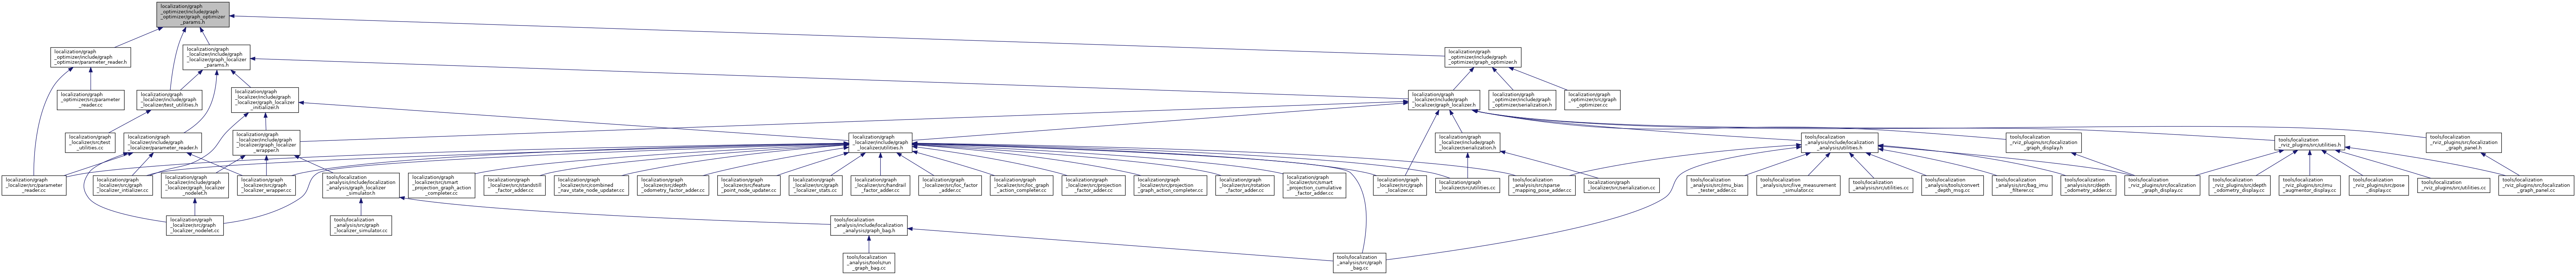 localization/graph
_optimizer/include/graph
_optimizer/graph_optimizer
_params.h
localization/graph
_optimizer/include/graph
_optimizer/parameter_reader.h
localization/graph
_localizer/include/graph
_localizer/graph_localizer
_params.h
localization/graph
_optimizer/include/graph
_optimizer/graph_optimizer.h
localization/graph
_optimizer/src/parameter
_reader.cc
localization/graph
_localizer/include/graph
_localizer/test_utilities.h
localization/graph
_localizer/include/graph
_localizer/graph_localizer
_initializer.h
localization/graph
_localizer/include/graph
_localizer/graph_localizer.h
localization/graph
_optimizer/include/graph
_optimizer/serialization.h
localization/graph
_optimizer/src/graph
_optimizer.cc
localization/graph
_localizer/src/test
_utilities.cc
localization/graph
_localizer/include/graph
_localizer/parameter_reader.h
localization/graph
_localizer/include/graph
_localizer/graph_localizer
_wrapper.h
localization/graph
_localizer/include/graph
_localizer/utilities.h
localization/graph
_localizer/include/graph
_localizer/serialization.h
tools/localization
_analysis/include/localization
_analysis/utilities.h
tools/localization
_rviz_plugins/src/localization
_graph_display.h
tools/localization
_rviz_plugins/utilities.h
tools/localization
_rviz_plugins/src/localization
_graph_panel.h
localization/graph
_localizer/src/parameter
_reader.cc
localization/graph
_localizer/src/graph
_localizer_initializer.cc
localization/graph
_localizer/include/graph
_localizer/graph_localizer
_nodelet.h
localization/graph
_localizer/src/graph
_localizer_wrapper.cc
tools/localization
_analysis/include/localization
_analysis/graph_localizer
_simulator.h
localization/graph
_localizer/src/smart
_projection_graph_action
_completer.cc
localization/graph
_localizer/src/standstill
_factor_adder.cc
localization/graph
_localizer/src/combined
_nav_state_node_updater.cc
localization/graph
_localizer/src/depth
_odometry_factor_adder.cc
localization/graph
_localizer/src/feature
_point_node_updater.cc
localization/graph
_localizer/src/graph
_localizer_stats.cc
localization/graph
_localizer/src/handrail
_factor_adder.cc
localization/graph
_localizer/src/loc_factor
_adder.cc
localization/graph
_localizer/src/loc_graph
_action_completer.cc
localization/graph
_localizer/src/projection
_factor_adder.cc
localization/graph
_localizer/src/projection
_graph_action_completer.cc
localization/graph
_localizer/src/rotation
_factor_adder.cc
localization/graph
_localizer/src/smart
_projection_cumulative
_factor_adder.cc
localization/graph
_localizer/src/graph
_localizer.cc
localization/graph
_localizer/src/utilities.cc
tools/localization
_analysis/src/sparse
_mapping_pose_adder.cc
localization/graph
_localizer/src/serialization.cc
tools/localization
_analysis/src/imu_bias
_tester_adder.cc
tools/localization
_analysis/src/live_measurement
_simulator.cc
tools/localization
_analysis/src/utilities.cc
tools/localization
_analysis/tools/convert
_depth_msg.cc
tools/localization
_analysis/src/bag_imu
_filterer.cc
tools/localization
_analysis/src/depth
_odometry_adder.cc
tools/localization
_rviz_plugins/src/localization
_graph_display.cc
tools/localization
_rviz_plugins/src/depth
_odometry_display.cc
tools/localization
_rviz_plugins/src/imu
_augmentor_display.cc
tools/localization
_rviz_plugins/src/pose
_display.cc
tools/localization
_rviz_plugins/src/utilities.cc
tools/localization
_rviz_plugins/src/localization
_graph_panel.cc
localization/graph
_localizer/src/graph
_localizer_nodelet.cc
tools/localization
_analysis/src/graph
_localizer_simulator.cc
tools/localization
_analysis/include/localization
_analysis/graph_bag.h
tools/localization
_analysis/tools/run
_graph_bag.cc
tools/localization
_analysis/src/graph
_bag.cc